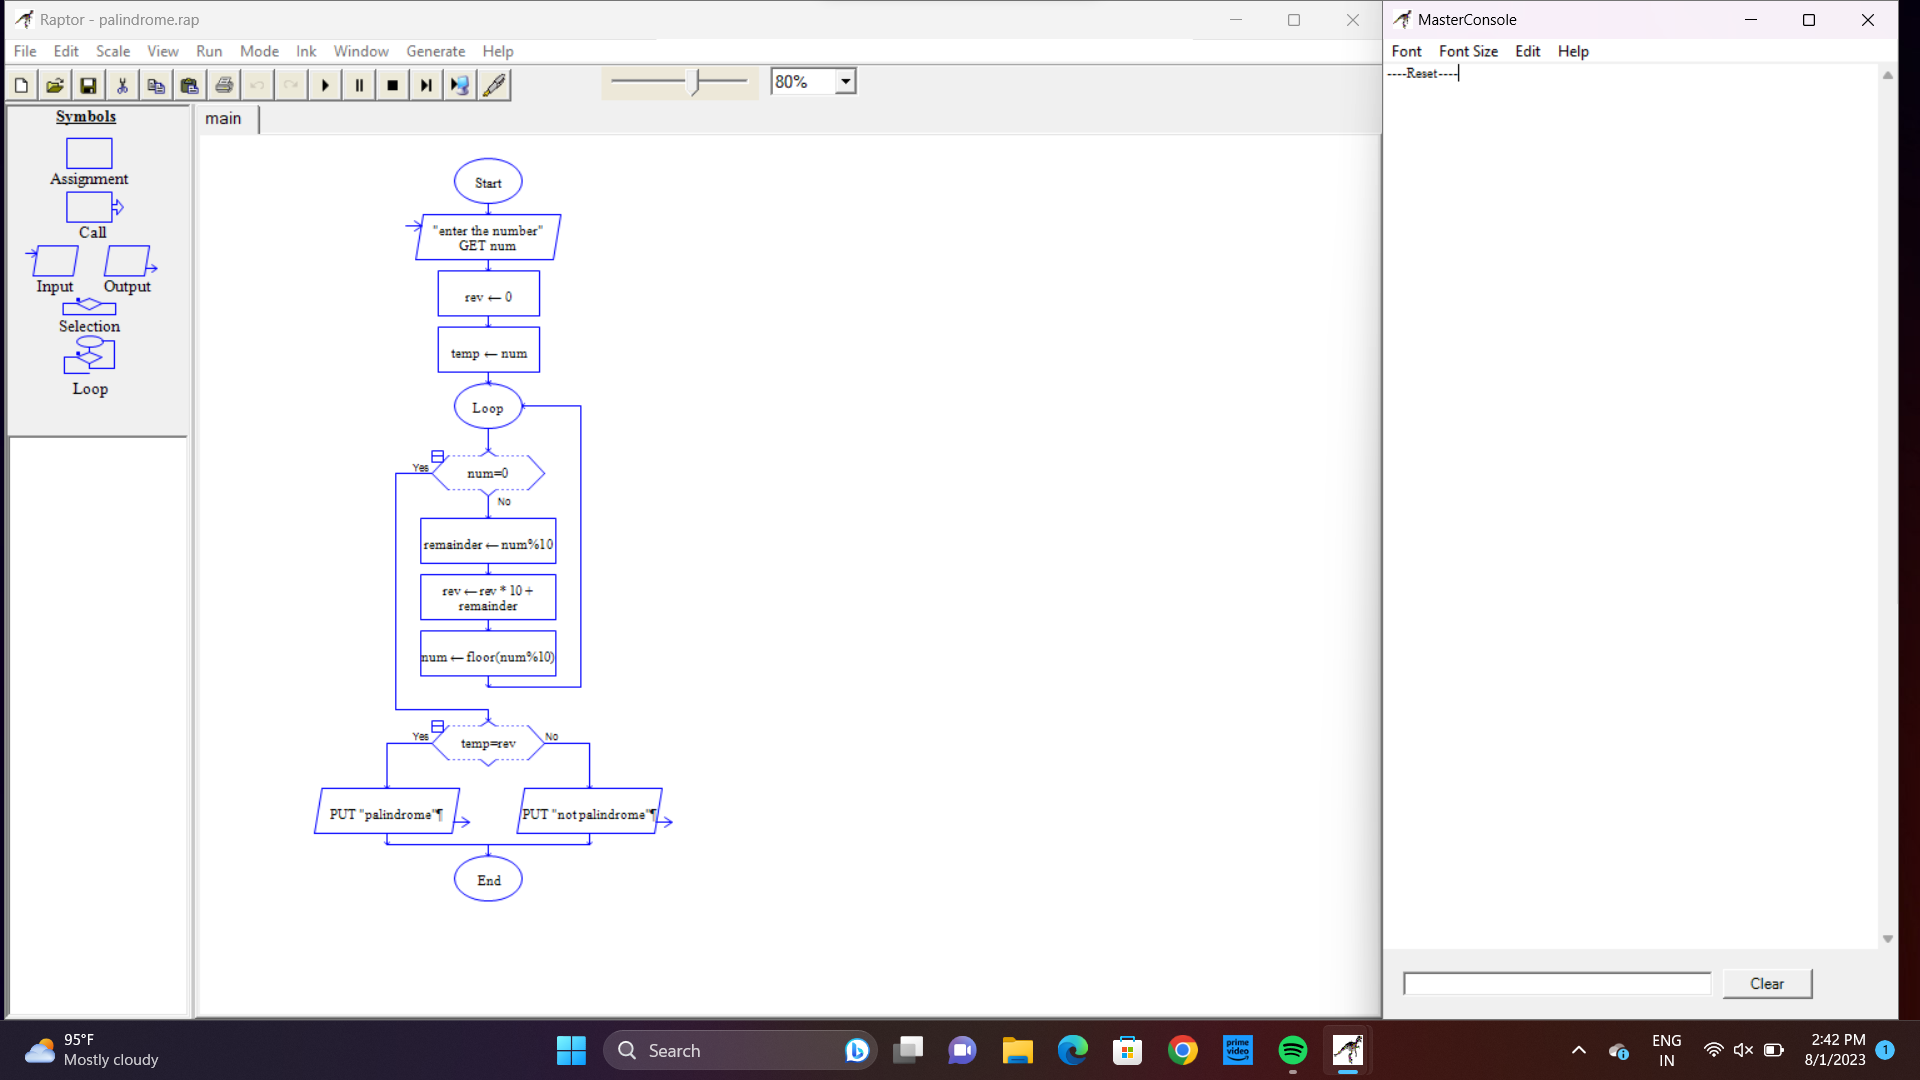 Raptor - palindrome.rap
File Edit Scale View Run Mode Ink Window Generate Help
80%
Symbols
Assignment
Call
Input Output
Selection
Loop
main
Start
"enter the number"
GET num
rev ← 0
temp ← num
Loop
Yes
num=0
No
remainder ← num%10
rev ← rev * 10 +
remainder
num ← floor(num%10)
Yes
temp=rev
No
PUT "palindrome"¶
PUT "not palindrome"¶
End
MasterConsole
Font Font Size Edit Help
----Reset----
Clear
95°F
Mostly cloudy
Search
prime
video
ENG
IN
2:42 PM
8/1/2023
1